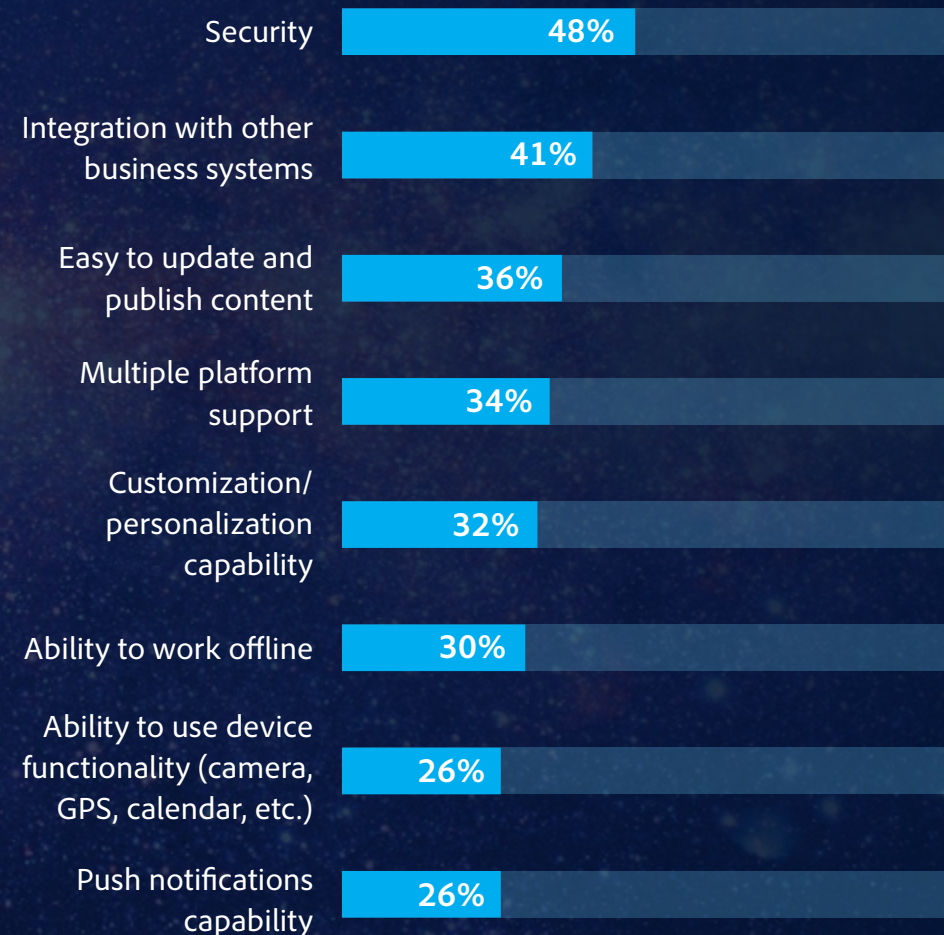 Security
48%
Integration with other
business systems
41%
Easy to update and
publish content
36%
Multiple platform
support
34%
Customization/
personalization
capability
32%
Ability to work offline
30%
Ability to use device
functionality (camera,
GPS, calendar, etc.)
26%
Push notifications
capability
26%